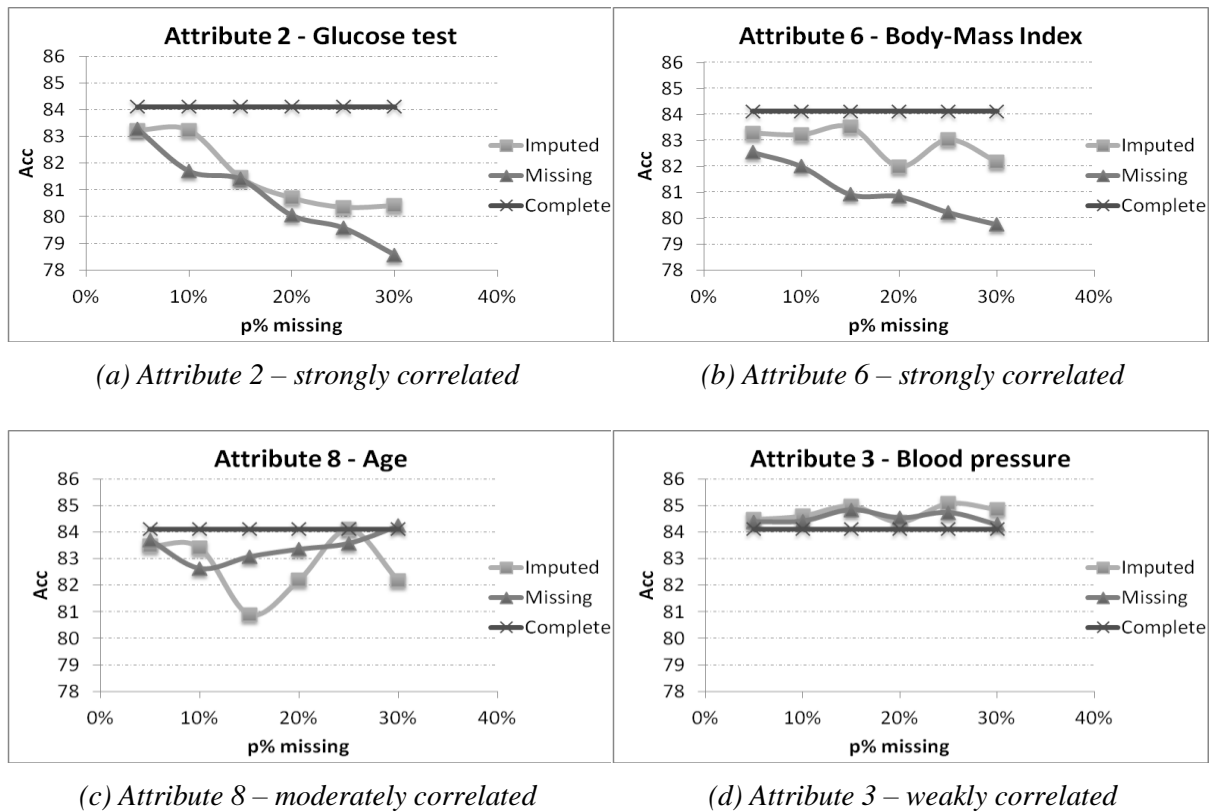 Attribute 2 - Glucose test
86
85
84
83
82
81
80
79
78
Acc
0% 10% 20% 30% 40%
p% missing
Imputed
Missing
Complete
(a) Attribute 2 – strongly correlated
Attribute 6 - Body-Mass Index
86
85
84
83
82
81
80
79
78
Acc
0% 10% 20% 30% 40%
p% missing
Imputed
Missing
Complete
(b) Attribute 6 – strongly correlated
Attribute 8 - Age
86
85
84
83
82
81
80
79
78
Acc
0% 10% 20% 30% 40%
p% missing
Imputed
Missing
Complete
(c) Attribute 8 – moderately correlated
Attribute 3 - Blood pressure
86
85
84
83
82
81
80
79
78
Acc
0% 10% 20% 30% 40%
p% missing
Imputed
Missing
Complete
(d) Attribute 3 – weakly correlated